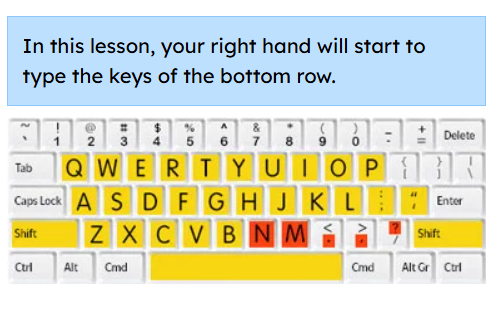 In this lesson, your right hand will start to
type the keys of the bottom row.
~ ! @ # $ % ^ & * ( ) - + Delete
` 1 2 3 4 5 6 7 8 9 0 - =
Tab Q W E R T Y U I O P { } |
[ ] \
Caps Lock A S D F G H J K L : " Enter
; '
Shift Z X C V B N M < > ? Shift
, . /
Ctrl Alt Cmd Cmd Alt Gr Ctrl